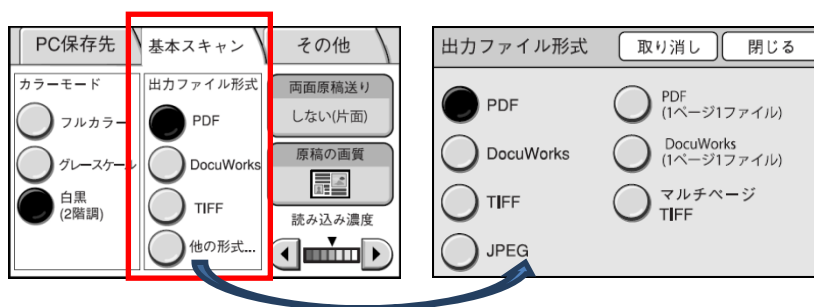 PC保存先
基本スキャン
その他
カラーモード
フルカラー
グレースケール
白黒
(2階調)
出力ファイル形式
PDF
DocuWorks
TIFF
他の形式...
両面原稿送り
しない(片面)
原稿の画質
読み込み濃度
出力ファイル形式
取り消し
閉じる
PDF
DocuWorks
TIFF
JPEG
PDF
(1ページ1ファイル)
DocuWorks
(1ページ1ファイル)
マルチページ
TIFF